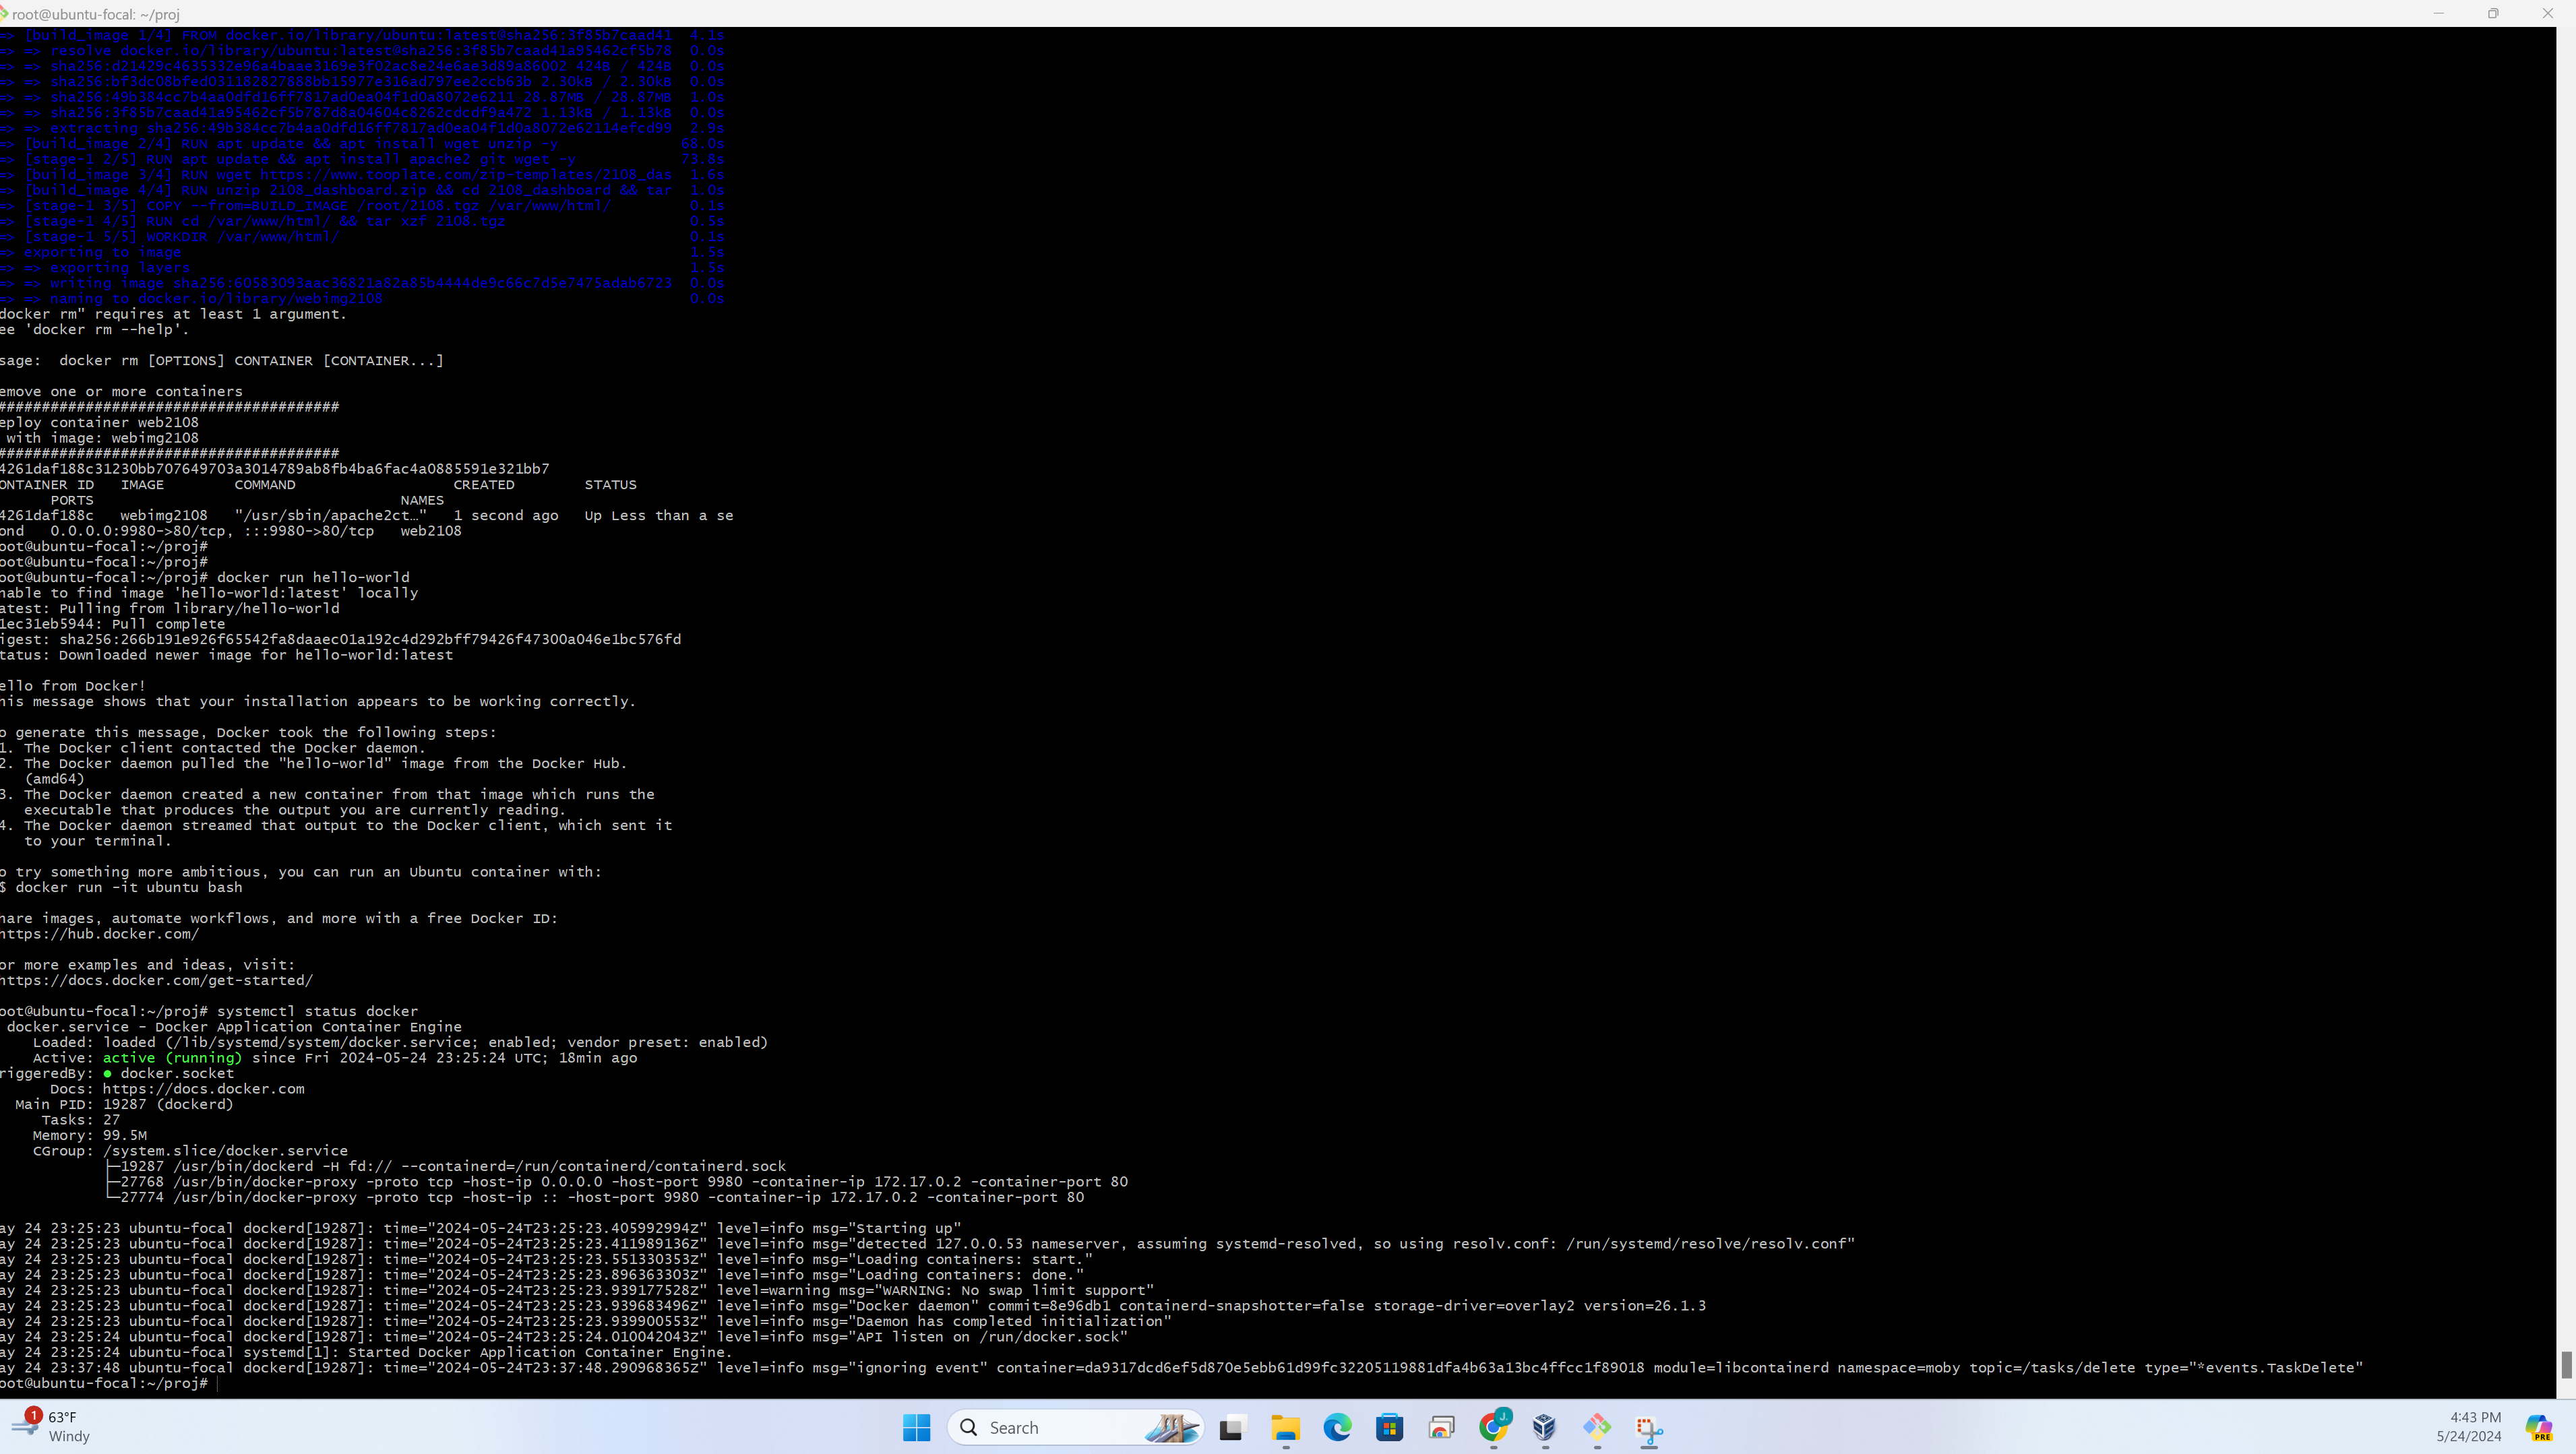 root@ubuntu-focal: ~/proj
=> [build_image 1/4] FROM docker.io/library/ubuntu:latest@sha256:3f85b7caad41 4.1s
=> => resolve docker.io/library/ubuntu:latest@sha256:3f85b7caad41a95462cf5b78 0.0s
=> => sha256:d21429c4635332e96a4baae3169e3f02ac8e24e6ae3d89a86002 424B / 424B 0.0s
=> => sha256:bf3dc08bfed031182827888bb15977e316ad797ee2ccb63b 2.30kB / 2.30kB 0.0s
=> => sha256:49b384cc7b4aa0dfd16ff7817ad0ea04f1d0a8072e6211 28.87MB / 28.87MB 1.0s
=> => sha256:3f85b7caad41a95462cf5b787d8a04604c8262cdcdf9a472 1.13kB / 1.13kB 0.0s
=> => extracting sha256:49b384cc7b4aa0dfd16ff7817ad0ea04f1d0a8072e62114efcd99 2.9s
=> [build_image 2/4] RUN apt update && apt install wget unzip -y 68.0s
=> [stage-1 2/5] RUN apt update && apt install apache2 git wget -y 73.8s
=> [build_image 3/4] RUN wget https://www.tooplate.com/zip-templates/2108_das 1.6s
=> [build_image 4/4] RUN unzip 2108_dashboard.zip && cd 2108_dashboard && tar 1.0s
=> [stage-1 3/5] COPY --from=BUILD_IMAGE /root/2108.tgz /var/www/html/ 0.1s
=> [stage-1 4/5] RUN cd /var/www/html/ && tar xzf 2108.tgz 0.5s
=> [stage-1 5/5] WORKDIR /var/www/html/ 0.1s
=> exporting to image 1.5s
=> => exporting layers 1.5s
=> => writing image sha256:60583093aac36821a82a85b4444de9c66c7d5e7475adab6723 0.0s
=> => naming to docker.io/library/webimg2108 0.0s
docker rm" requires at least 1 argument.
ee 'docker rm --help'.
sage:  docker rm [OPTIONS] CONTAINER [CONTAINER...]
emove one or more containers
#######################################
eploy container web2108
with image: webimg2108
#######################################
4261daf188c31230bb707649703a3014789ab8fb4ba6fac4a0885591e321bb7
ONTAINER ID   IMAGE        COMMAND                  CREATED        STATUS
PORTS                                   NAMES
4261daf188c   webimg2108   "/usr/sbin/apache2ct…"   1 second ago   Up Less than a se
ond   0.0.0.0:9980->80/tcp, :::9980->80/tcp   web2108
oot@ubuntu-focal:~/proj#
oot@ubuntu-focal:~/proj#
oot@ubuntu-focal:~/proj# docker run hello-world
nable to find image 'hello-world:latest' locally
atest: Pulling from library/hello-world
1ec31eb5944: Pull complete
igest: sha256:266b191e926f65542fa8daaec01a192c4d292bff79426f47300a046e1bc576fd
tatus: Downloaded newer image for hello-world:latest
ello from Docker!
his message shows that your installation appears to be working correctly.
o generate this message, Docker took the following steps:
1. The Docker client contacted the Docker daemon.
2. The Docker daemon pulled the "hello-world" image from the Docker Hub.
(amd64)
3. The Docker daemon created a new container from that image which runs the
executable that produces the output you are currently reading.
4. The Docker daemon streamed that output to the Docker client, which sent it
to your terminal.
o try something more ambitious, you can run an Ubuntu container with:
$ docker run -it ubuntu bash
hare images, automate workflows, and more with a free Docker ID:
https://hub.docker.com/
or more examples and ideas, visit:
https://docs.docker.com/get-started/
oot@ubuntu-focal:~/proj# systemctl status docker
docker.service - Docker Application Container Engine
Loaded: loaded (/lib/systemd/system/docker.service; enabled; vendor preset: enabled)
Active: active (running) since Fri 2024-05-24 23:25:24 UTC; 18min ago
riggeredBy: ● docker.socket
Docs: https://docs.docker.com
Main PID: 19287 (dockerd)
Tasks: 27
Memory: 99.5M
CGroup: /system.slice/docker.service
├─19287 /usr/bin/dockerd -H fd:// --containerd=/run/containerd/containerd.sock
├─27768 /usr/bin/docker-proxy -proto tcp -host-ip 0.0.0.0 -host-port 9980 -container-ip 172.17.0.2 -container-port 80
└─27774 /usr/bin/docker-proxy -proto tcp -host-ip :: -host-port 9980 -container-ip 172.17.0.2 -container-port 80
ay 24 23:25:23 ubuntu-focal dockerd[19287]: time="2024-05-24T23:25:23.405992994Z" level=info msg="Starting up"
ay 24 23:25:23 ubuntu-focal dockerd[19287]: time="2024-05-24T23:25:23.411989136Z" level=info msg="detected 127.0.0.53 nameserver, assuming systemd-resolved, so using resolv.conf: /run/systemd/resolve/resolv.conf"
ay 24 23:25:23 ubuntu-focal dockerd[19287]: time="2024-05-24T23:25:23.551330353Z" level=info msg="Loading containers: start."
ay 24 23:25:23 ubuntu-focal dockerd[19287]: time="2024-05-24T23:25:23.896363303Z" level=info msg="Loading containers: done."
ay 24 23:25:23 ubuntu-focal dockerd[19287]: time="2024-05-24T23:25:23.939177528Z" level=warning msg="WARNING: No swap limit support"
ay 24 23:25:23 ubuntu-focal dockerd[19287]: time="2024-05-24T23:25:23.939683496Z" level=info msg="Docker daemon" commit=8e96db1 containerd-snapshotter=false storage-driver=overlay2 version=26.1.3
ay 24 23:25:23 ubuntu-focal dockerd[19287]: time="2024-05-24T23:25:23.939900553Z" level=info msg="Daemon has completed initialization"
ay 24 23:25:24 ubuntu-focal dockerd[19287]: time="2024-05-24T23:25:24.010042043Z" level=info msg="API listen on /run/docker.sock"
ay 24 23:25:24 ubuntu-focal systemd[1]: Started Docker Application Container Engine.
ay 24 23:37:48 ubuntu-focal dockerd[19287]: time="2024-05-24T23:37:48.290968365Z" level=info msg="ignoring event" container=da9317dcd6ef5d870e5ebb61d99fc32205119881dfa4b63a13bc4ffcc1f89018 module=libcontainerd namespace=moby topic=/tasks/delete type="*events.TaskDelete"
oot@ubuntu-focal:~/proj#
1
63°F
Windy
Search
J.
4:43 PM
5/24/2024
PRE